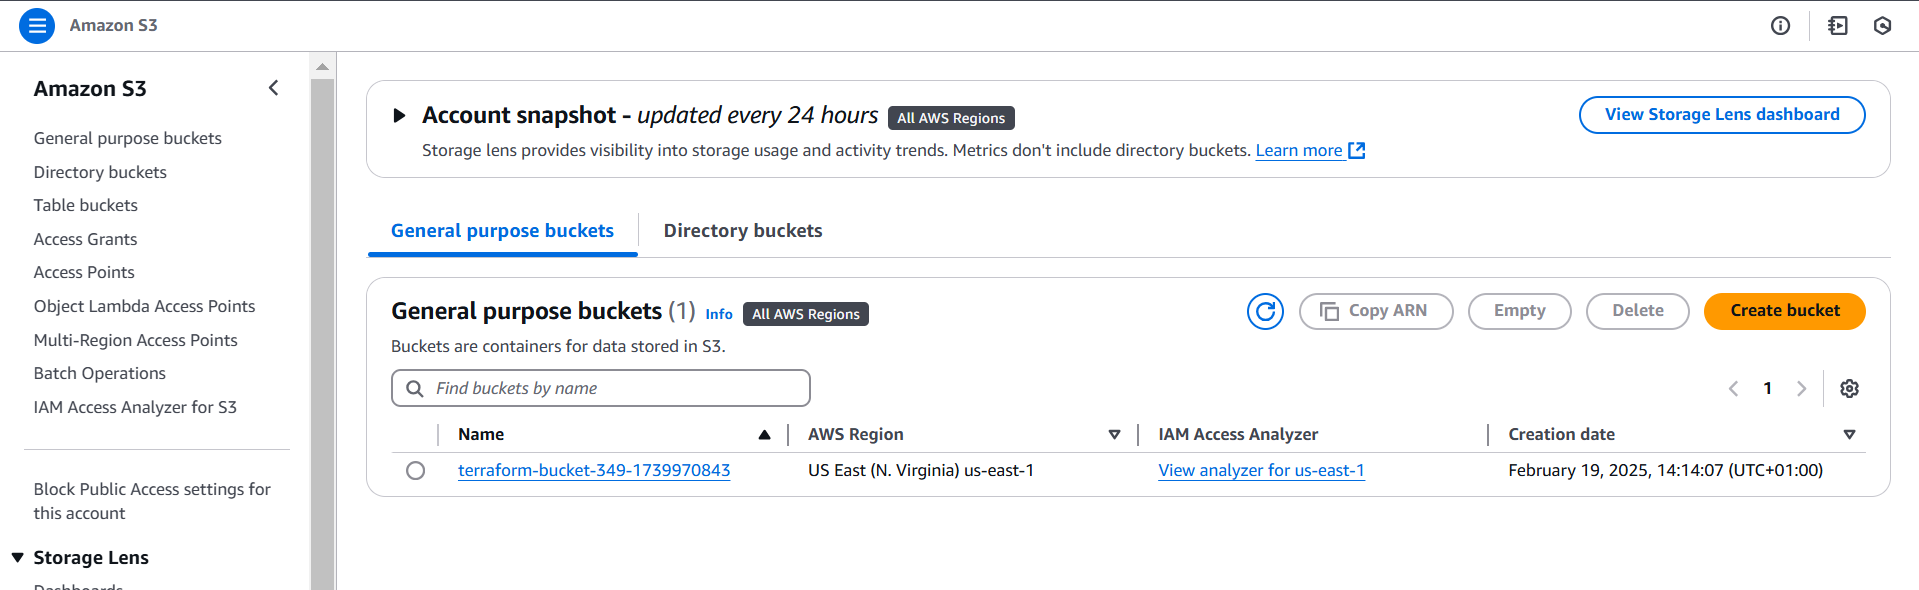 Amazon S3
Amazon S3
General purpose buckets
Directory buckets
Table buckets
Access Grants
Access Points
Object Lambda Access Points
Multi-Region Access Points
Batch Operations
IAM Access Analyzer for S3
Block Public Access settings for
this account
Storage Lens
Dashboards
Account snapshot - updated every 24 hours All AWS Regions
View Storage Lens dashboard
Storage lens provides visibility into storage usage and activity trends. Metrics don't include directory buckets. Learn more
General purpose buckets Directory buckets
General purpose buckets (1) Info All AWS Regions
Copy ARN Empty Delete Create bucket
Buckets are containers for data stored in S3.
Find buckets by name
1
Name AWS Region IAM Access Analyzer Creation date
terraform-bucket-349-1739970843 US East (N. Virginia) us-east-1 View analyzer for us-east-1 February 19, 2025, 14:14:07 (UTC+01:00)